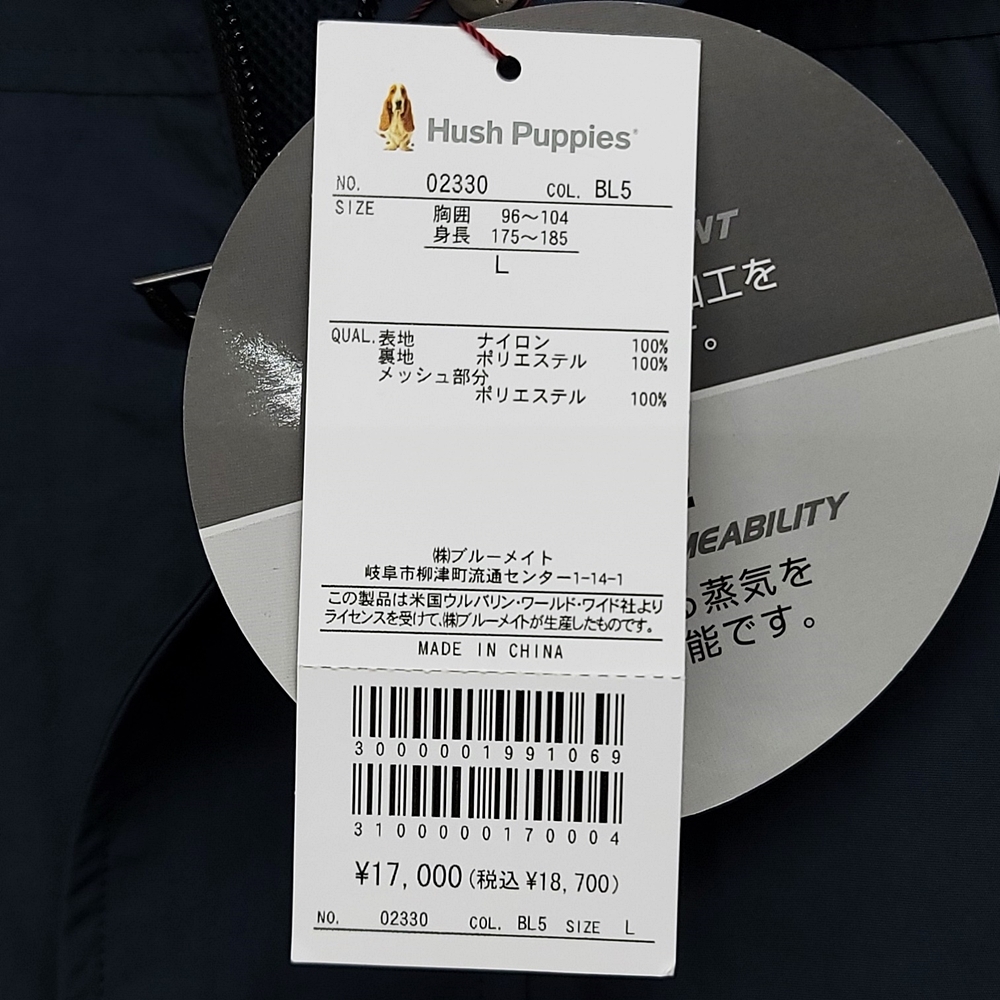 Hush Puppies®
NO. 02330 COL. BL5
SIZE 胸囲 96～104
身長 175～185
L
QUAL. 表地 ナイロン 100%
裏地 ポリエステル 100%
メッシュ部分
ポリエステル 100%
㈱ブルーメイト
岐阜市柳津町流通センター1-14-1
この製品は米国ウルバリン・ワールド・ワイド社より
ライセンスを受けて、㈱ブルーメイトが生産したものです。
MADE IN CHINA
3000001991069
3100000170004
¥17,000(税込¥18,700)
NO. 02330 COL. BL5 SIZE L
NT
加工を
。
MEABILITY
る蒸気を
能です。